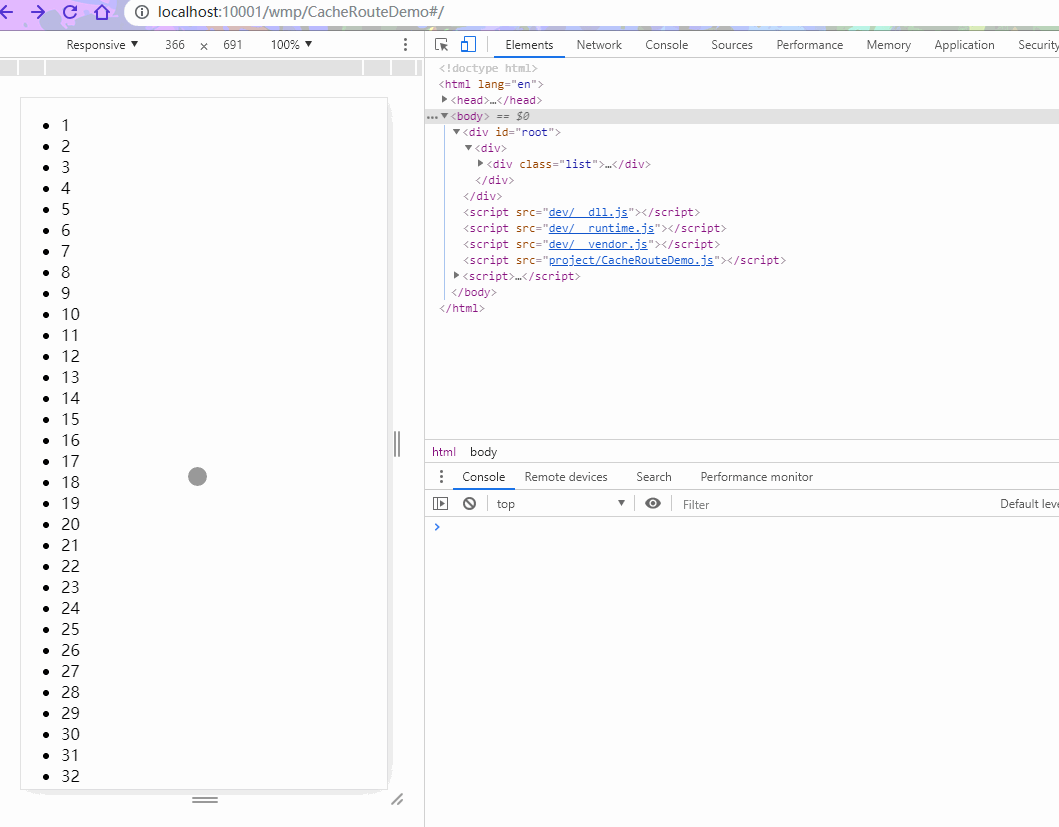 localhost:10001/wmp/CacheRouteDemo#/
Responsive ▼ 366 × 691 100% ▼
Elements Network Console Sources Performance Memory Application Security
<!doctype html>
<html lang="en">
<head>…</head>
<body> == $0
<div id="root">
<div>
<div class="list">…</div>
</div>
</div>
<script src="dev/__dll.js"></script>
<script src="dev/__runtime.js"></script>
<script src="dev/__vendor.js"></script>
<script src="project/CacheRouteDemo.js"></script>
<script>…</script>
</body>
</html>
html body
Console Remote devices Search Performance monitor
top ▼ Filter Default leve
1
2
3
4
5
6
7
8
9
10
11
12
13
14
15
16
17
18
19
20
21
22
23
24
25
26
27
28
29
30
31
32